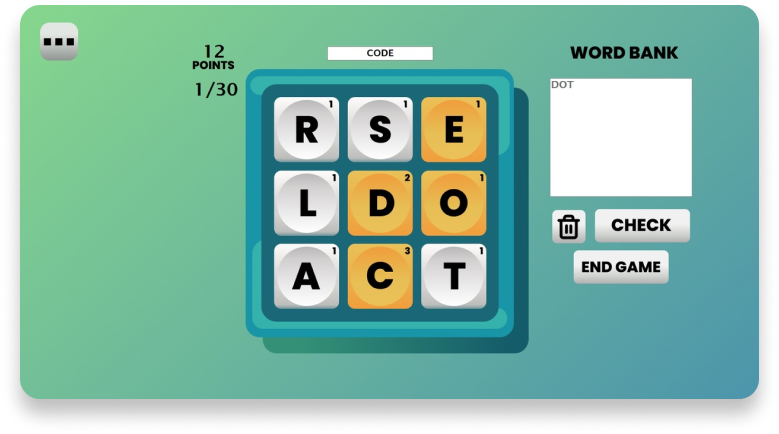 12
POINTS
1/30
CODE
WORD BANK
DOT
R 1 S 1 E 1
L 1 D 2 O 1
A 1 C 3 T 1
CHECK
END GAME